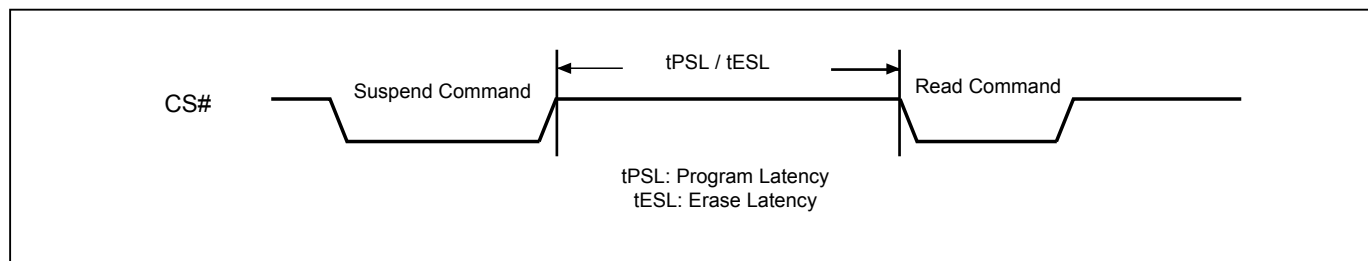 tPSL / tESL
Suspend Command
Read Command
CS#
tPSL: Program Latency
tESL: Erase Latency